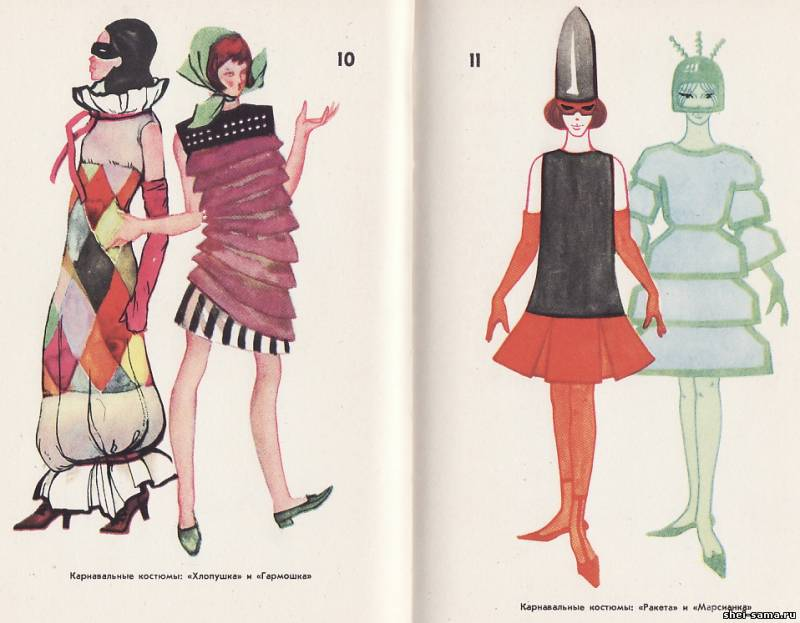 10
11
Карнавальные костюмы: «Хлопушка» и «Гармошка»
Карнавальные костюмы: «Ракета» и «Марсианка»
shei-sama.ru